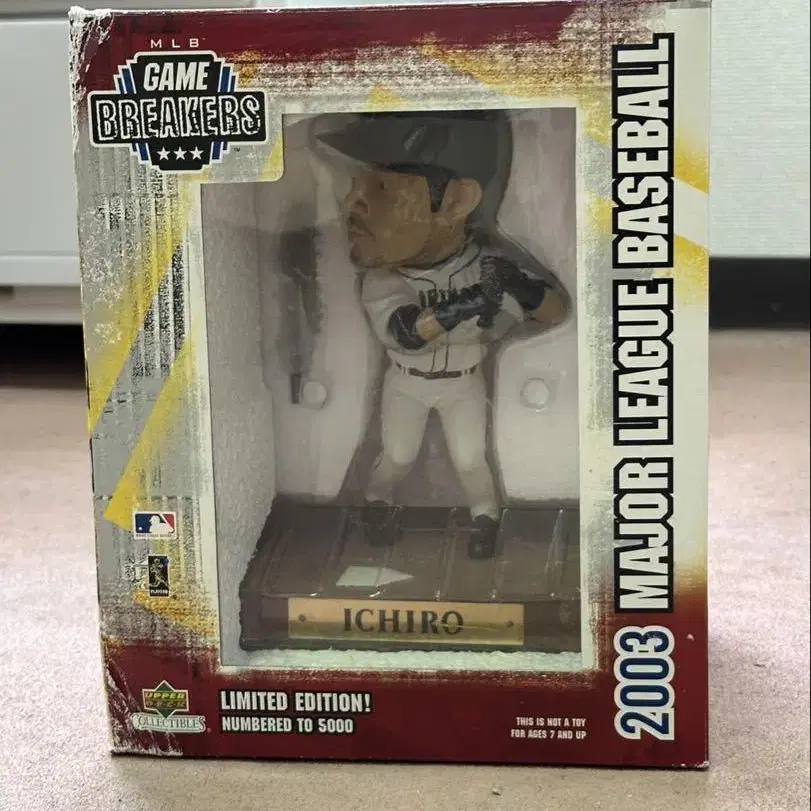 MLB
GAME
BREAKERS
2003 MAJOR LEAGUE BASEBALL
ICHIRO
UPPER
DECK
COLLECTIBLES
LIMITED EDITION!
NUMBERED TO 5000
THIS IS NOT A TOY
FOR AGES 7 AND UP